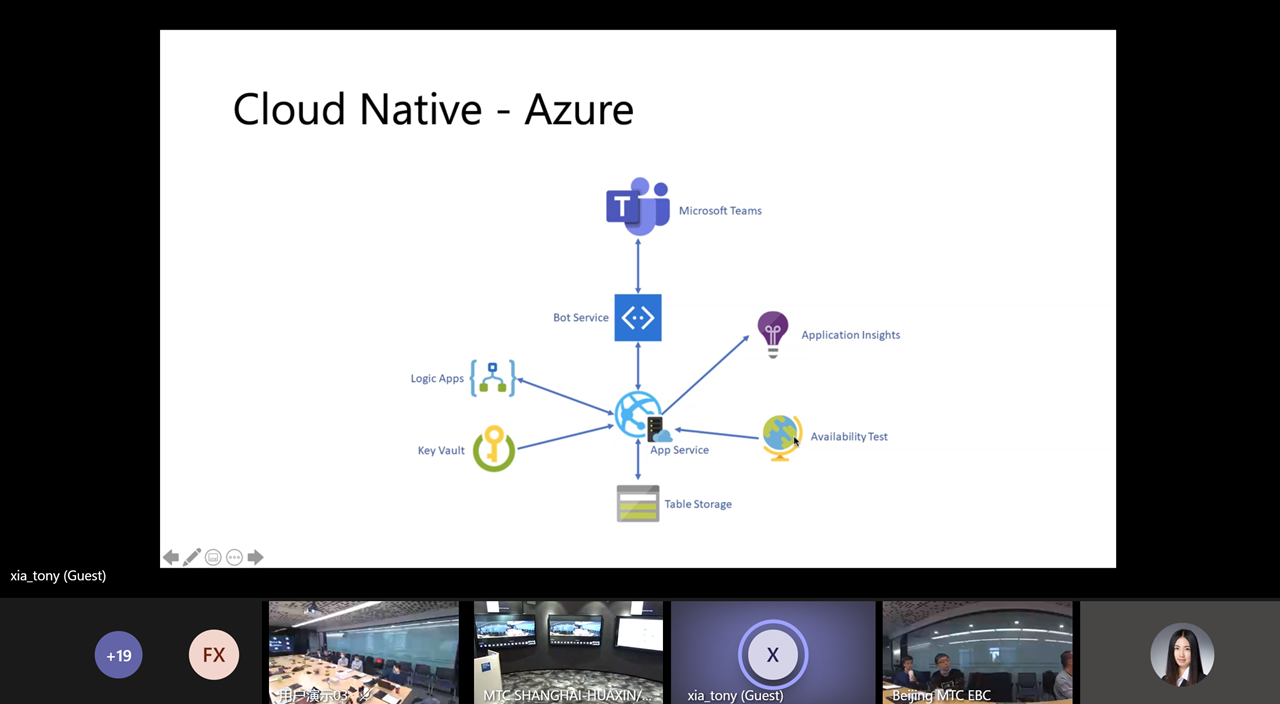 Cloud Native - Azure
T
Microsoft Teams
Bot Service
Application Insights
Logic Apps
Availability Test
Key Vault
App Service
Table Storage
xia_tony (Guest)
+19
FX
用户演示03
MTC SHANGHAI-HUAXIN/...
X
xia_tony (Guest)
Beijing MTC EBC